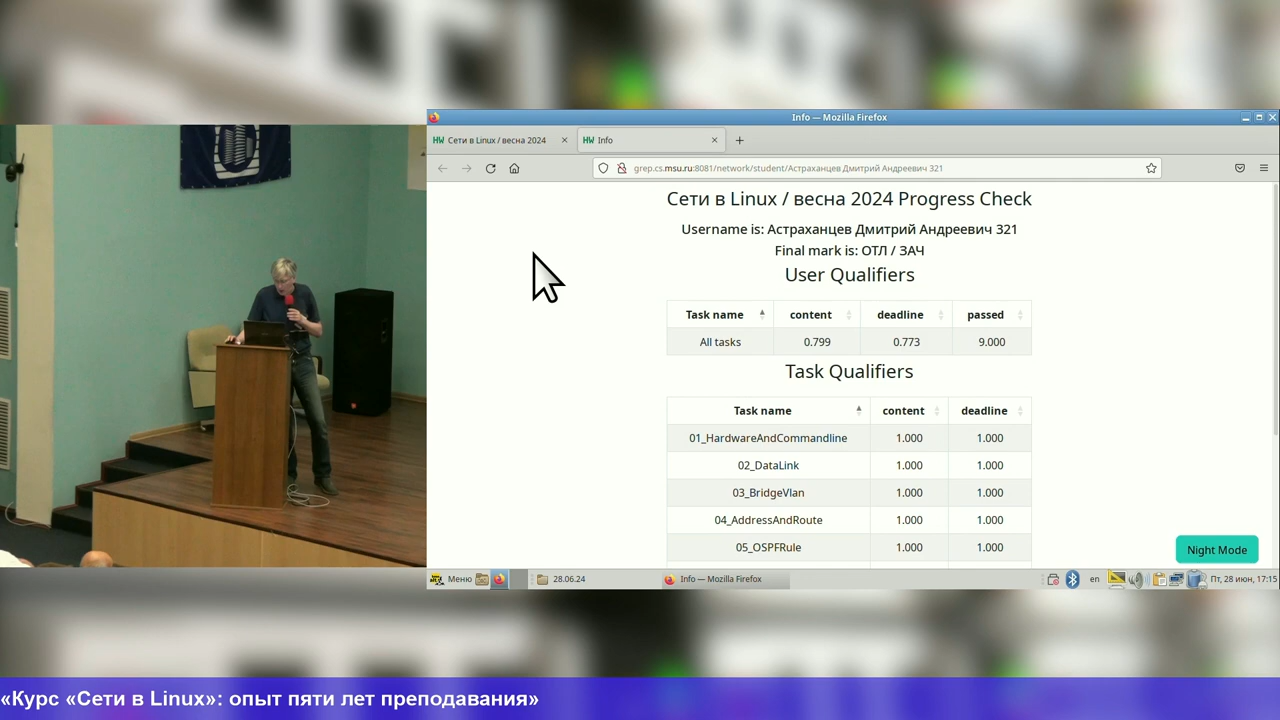 Info — Mozilla Firefox
HW Сети в Linux / весна 2024
HW Info
grep.cs.msu.ru:8081/network/student/Астраханцев Дмитрий Андреевич 321
Сети в Linux / весна 2024 Progress Check
Username is: Астраханцев Дмитрий Андреевич 321
Final mark is: ОТЛ / ЗАЧ
User Qualifiers
Task name content deadline passed
All tasks 0.799 0.773 9.000
Task Qualifiers
Task name content deadline
01_HardwareAndCommandline 1.000 1.000
02_DataLink 1.000 1.000
03_BridgeVlan 1.000 1.000
04_AddressAndRoute 1.000 1.000
05_OSPFRule 1.000 1.000
Night Mode
Меню 28.06.24 Info — Mozilla Firefox en Пт, 28 июн, 17:15
«Курс «Сети в Linux»: опыт пяти лет преподавания»